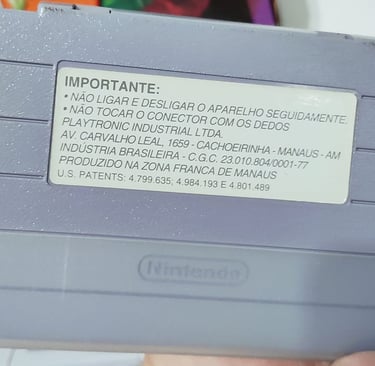 IMPORTANTE:
• NÃO LIGAR E DESLIGAR O APARELHO SEGUIDAMENTE.
• NÃO TOCAR O CONECTOR COM OS DEDOS
PLAYTRONIC INDUSTRIAL LTDA.
AV. CARVALHO LEAL, 1659 - CACHOEIRINHA - MANAUS - AM
INDÚSTRIA BRASILEIRA - C.G.C. 23.010.804/0001-77
PRODUZIDO NA ZONA FRANCA DE MANAUS
U.S. PATENTS: 4.799.635; 4.984.193 E 4.801.489
Nintendo